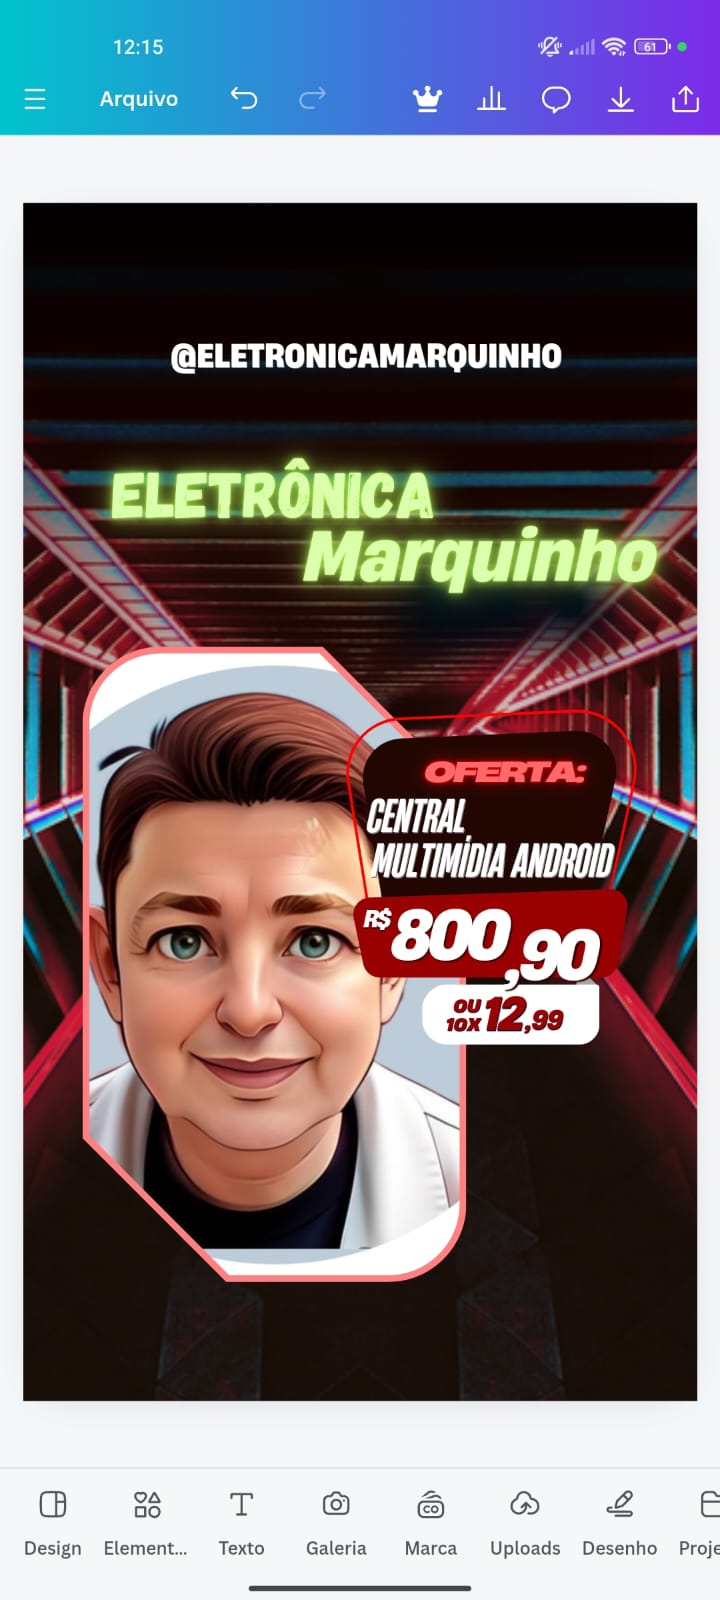 12:15
61
Arquivo
@ELETRONICAMARQUINHO
ELETRÔNICA
Marquinho
OFERTA:
CENTRAL
MULTIMÍDIA ANDROID
R$800,90
OU
10X 12,99
CO
Design Element... Texto Galeria Marca Uploads Desenho Proje